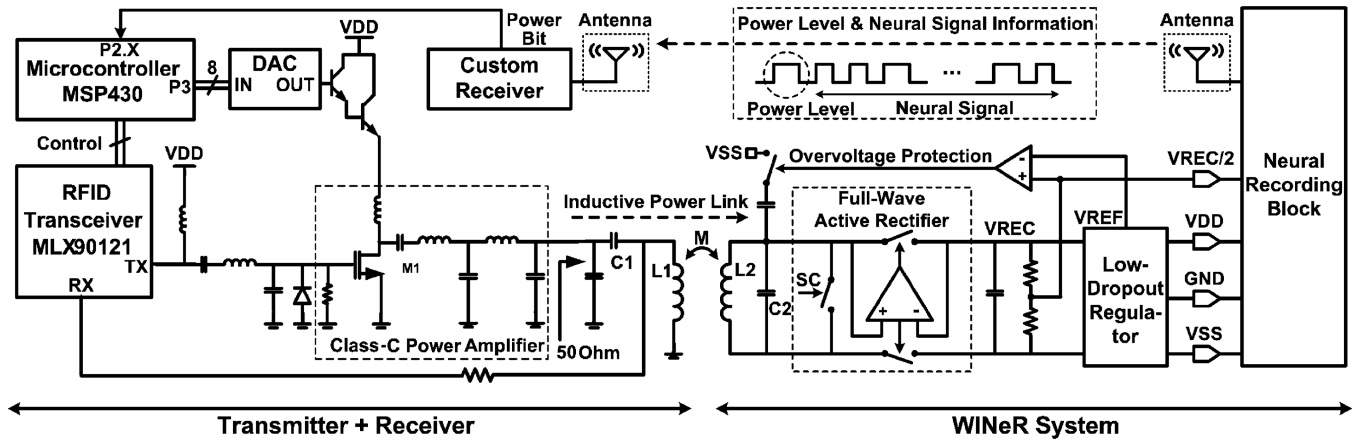 P2.X
Microcontroller
MSP430
P3
8
DAC
IN
OUT
VDD
Power
Bit
Custom
Receiver
Antenna
Power Level & Neural Signal Information
...
Power Level
Neural Signal
Antenna
Neural
Recording
Block
Control
VDD
RFID
Transceiver
MLX90121
TX
RX
M1
Class-C Power Amplifier
50Ohm
C1
Inductive Power Link
L1
M
L2
C2
VSS
Overvoltage Protection
-
+
Full-Wave
Active Rectifier
SC
+
-
VREC
VREF
Low-
Dropout
Regula-
tor
VREC/2
VDD
GND
VSS
Transmitter + Receiver
WINeR System